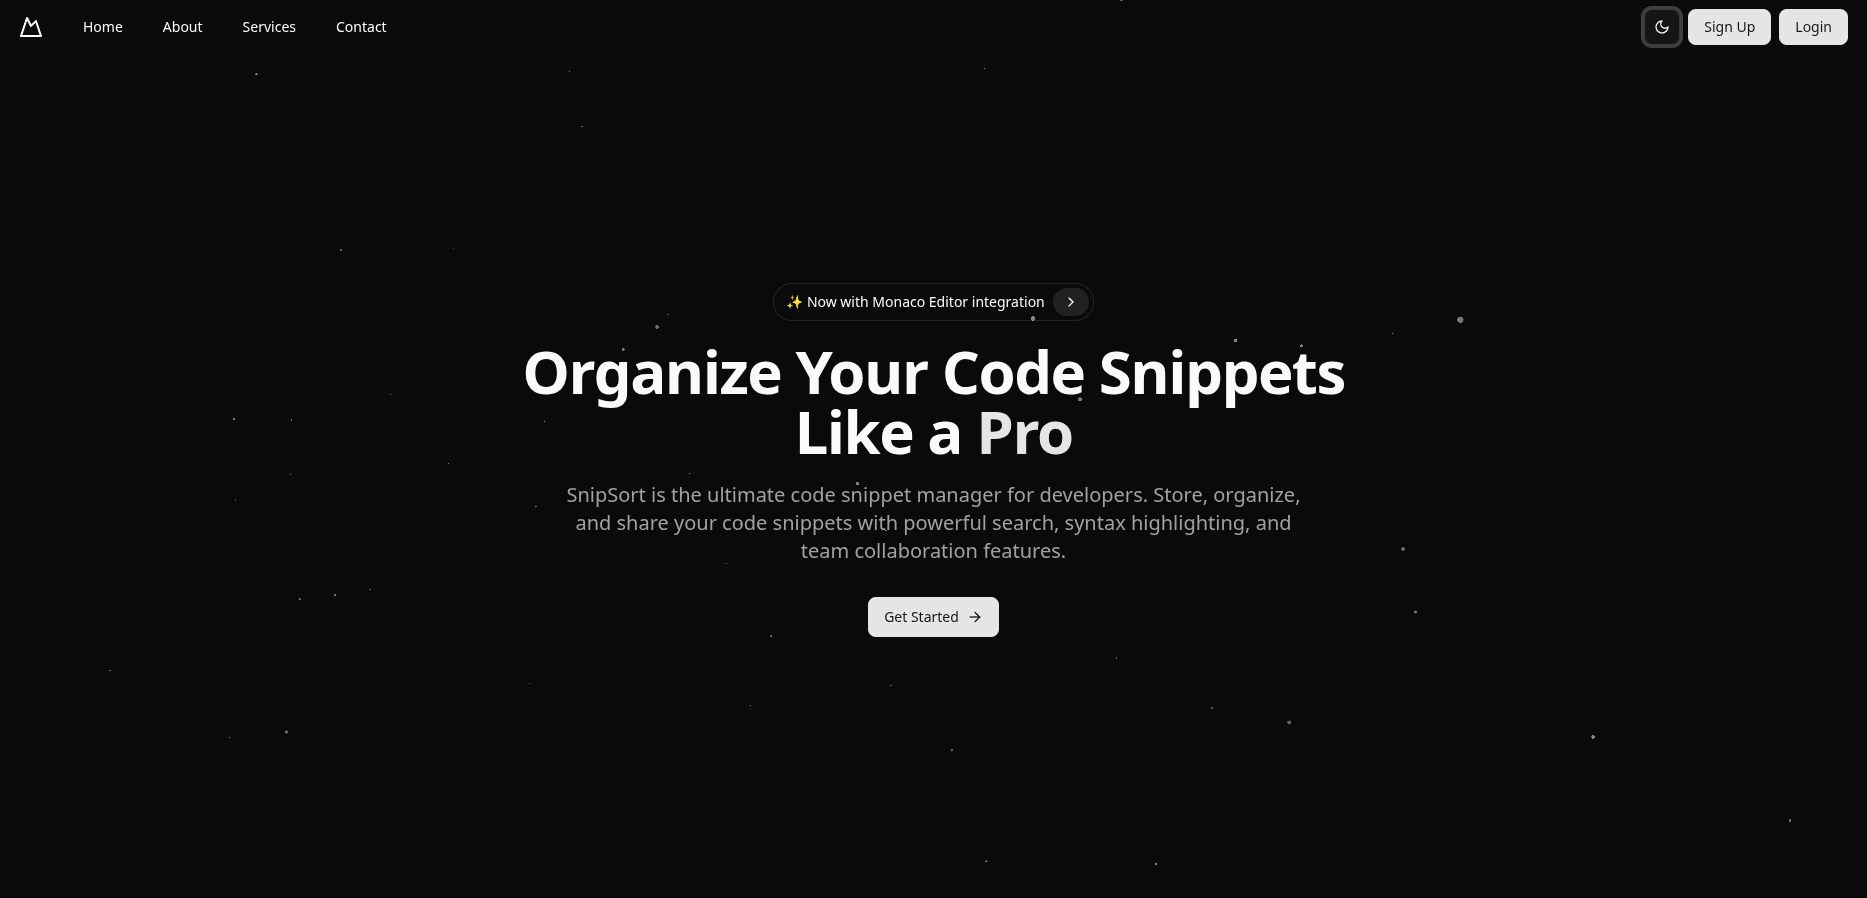 Home About Services Contact Sign Up Login
✨ Now with Monaco Editor integration
Organize Your Code Snippets
Like a Pro
SnipSort is the ultimate code snippet manager for developers. Store, organize,
and share your code snippets with powerful search, syntax highlighting, and
team collaboration features.
Get Started